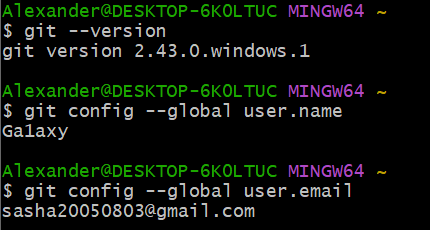 Alexander@DESKTOP-6K0LTUC MINGW64 ~
$ git --version
git version 2.43.0.windows.1
Alexander@DESKTOP-6K0LTUC MINGW64 ~
$ git config --global user.name
Ga1axy
Alexander@DESKTOP-6K0LTUC MINGW64 ~
$ git config --global user.email
sasha20050803@gmail.com